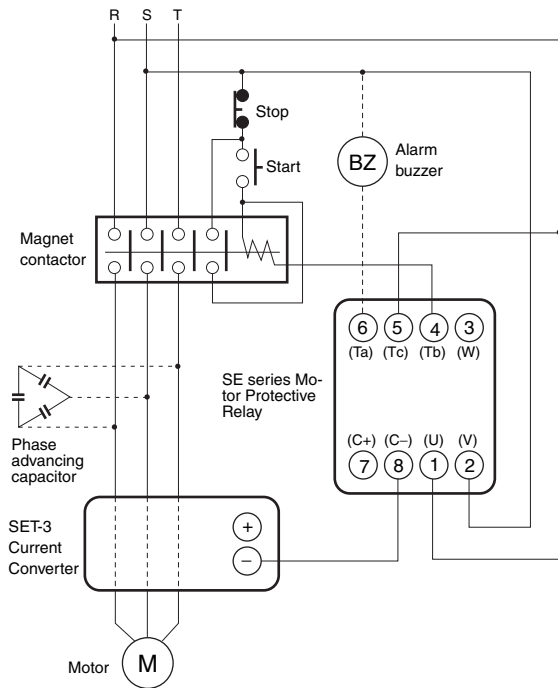 R S T
Stop
Start
BZ
Alarm
buzzer
Magnet
contactor
6 5 4 3
(Ta) (Tc) (Tb) (W)
SE series Mo-
tor Protective
Relay
(C+) (C–) (U) (V)
7 8 1 2
Phase
advancing
capacitor
SET-3
Current
Converter
+
–
Motor
M